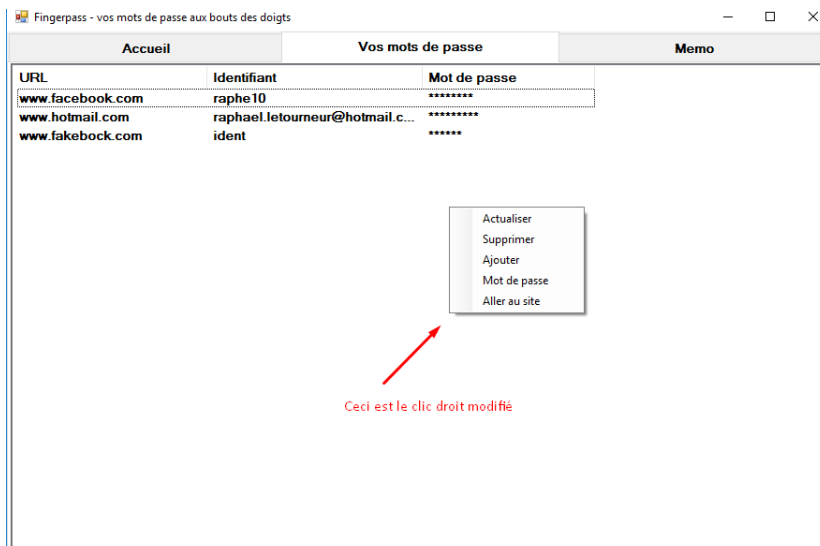 Fingerpass - vos mots de passe aux bouts des doigts
Accueil Vos mots de passe Memo
URL Identifiant Mot de passe
www.facebook.com raphe10 ********
www.hotmail.com raphael.letourneur@hotmail.c... *********
www.fakebock.com ident ******
Actualiser
Supprimer
Ajouter
Mot de passe
Aller au site
Ceci est le clic droit modifié